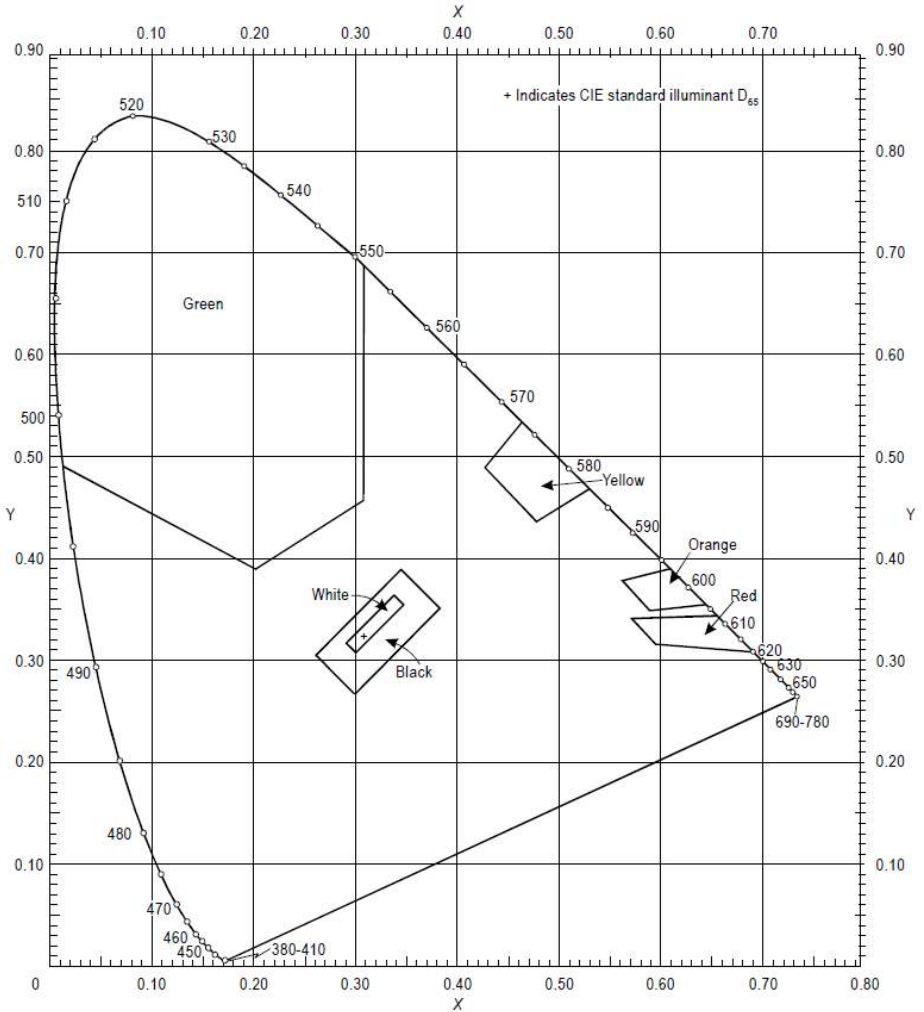 X
0.10 0.20 0.30 0.40 0.50 0.60 0.70
0.90 0.90
+ Indicates CIE standard illuminant D65
520
530
0.80 0.80
540
510
550
0.70 0.70
Green
560
0.60 0.60
570
500
0.50 580 0.50
Yellow
Y 590 Y
Orange
0.40 0.40
600
White Red
610
Black
0.30 620 0.30
630
490
650
690-780
0.20 0.20
480
0.10 0.10
470
460
450 380-410
0 0.10 0.20 0.30 0.40 0.50 0.60 0.70 0.80
X